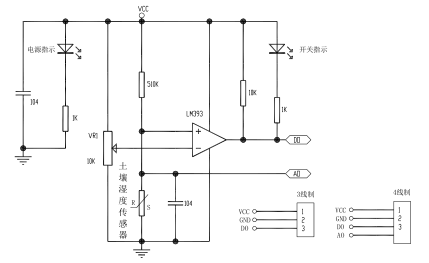 VCC
电源指示
开关指示
510K
10K
104
1K
1K
LM393
VR1
10K
DO
AO
土壤湿度传感器
R
S
104
3线制
VCC
GND
DO
1
2
3
4线制
VCC
GND
DO
AO
1
2
3
4